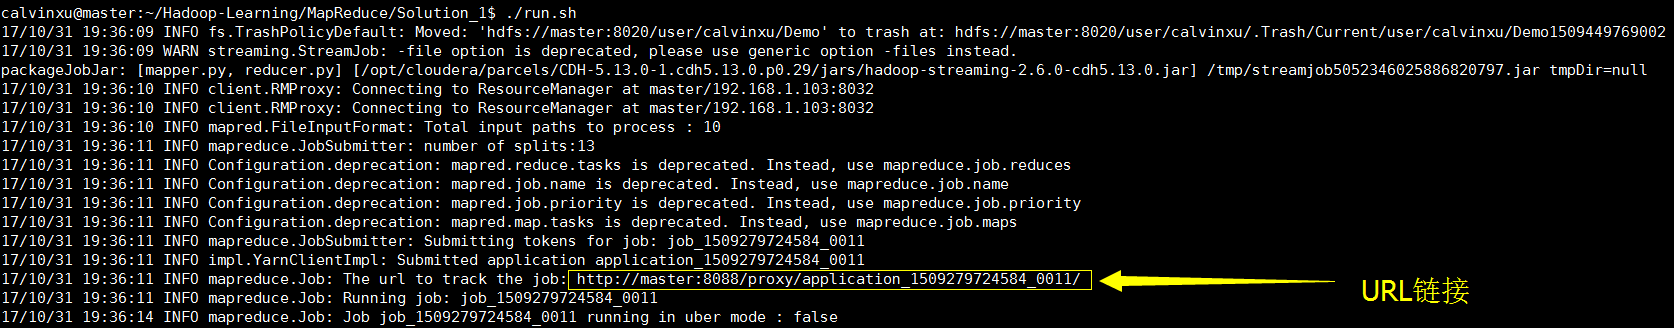 calvinxu@master:~/Hadoop-Learning/MapReduce/Solution_1$ ./run.sh
17/10/31 19:36:09 INFO fs.TrashPolicyDefault: Moved: 'hdfs://master:8020/user/calvinxu/Demo' to trash at: hdfs://master:8020/user/calvinxu/.Trash/Current/user/calvinxu/Demo1509449769002
17/10/31 19:36:09 WARN streaming.StreamJob: -file option is deprecated, please use generic option -files instead.
packageJobJar: [mapper.py, reducer.py] [/opt/cloudera/parcels/CDH-5.13.0-1.cdh5.13.0.p0.29/jars/hadoop-streaming-2.6.0-cdh5.13.0.jar] /tmp/streamjob5052346025886820797.jar tmpDir=null
17/10/31 19:36:10 INFO client.RMProxy: Connecting to ResourceManager at master/192.168.1.103:8032
17/10/31 19:36:10 INFO client.RMProxy: Connecting to ResourceManager at master/192.168.1.103:8032
17/10/31 19:36:10 INFO mapred.FileInputFormat: Total input paths to process : 10
17/10/31 19:36:11 INFO mapreduce.JobSubmitter: number of splits:13
17/10/31 19:36:11 INFO Configuration.deprecation: mapred.reduce.tasks is deprecated. Instead, use mapreduce.job.reduces
17/10/31 19:36:11 INFO Configuration.deprecation: mapred.job.name is deprecated. Instead, use mapreduce.job.name
17/10/31 19:36:11 INFO Configuration.deprecation: mapred.job.priority is deprecated. Instead, use mapreduce.job.priority
17/10/31 19:36:11 INFO Configuration.deprecation: mapred.map.tasks is deprecated. Instead, use mapreduce.job.maps
17/10/31 19:36:11 INFO mapreduce.JobSubmitter: Submitting tokens for job: job_1509279724584_0011
17/10/31 19:36:11 INFO impl.YarnClientImpl: Submitted application application_1509279724584_0011
17/10/31 19:36:11 INFO mapreduce.Job: The url to track the job: http://master:8088/proxy/application_1509279724584_0011/
URL链接
17/10/31 19:36:11 INFO mapreduce.Job: Running job: job_1509279724584_0011
17/10/31 19:36:14 INFO mapreduce.Job: Job job_1509279724584_0011 running in uber mode : false